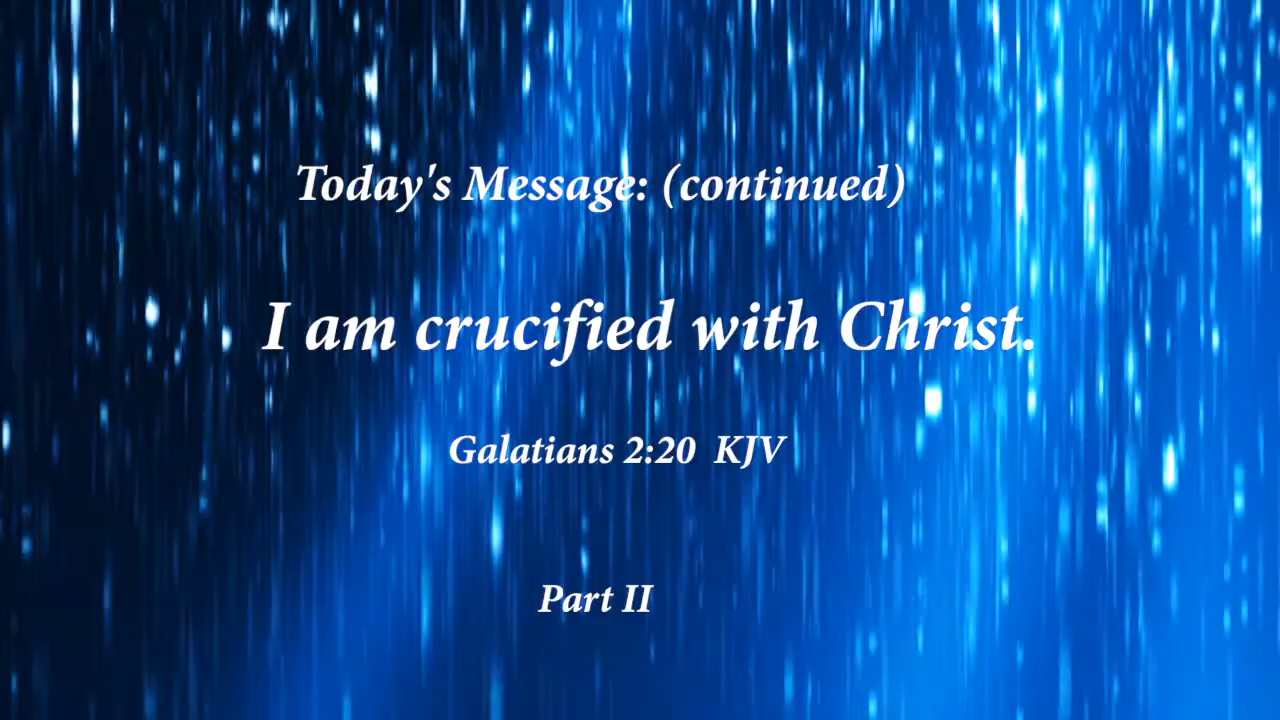 Today's Message: (continued)
I am crucified with Christ.
Galatians 2:20 KJV
Part II